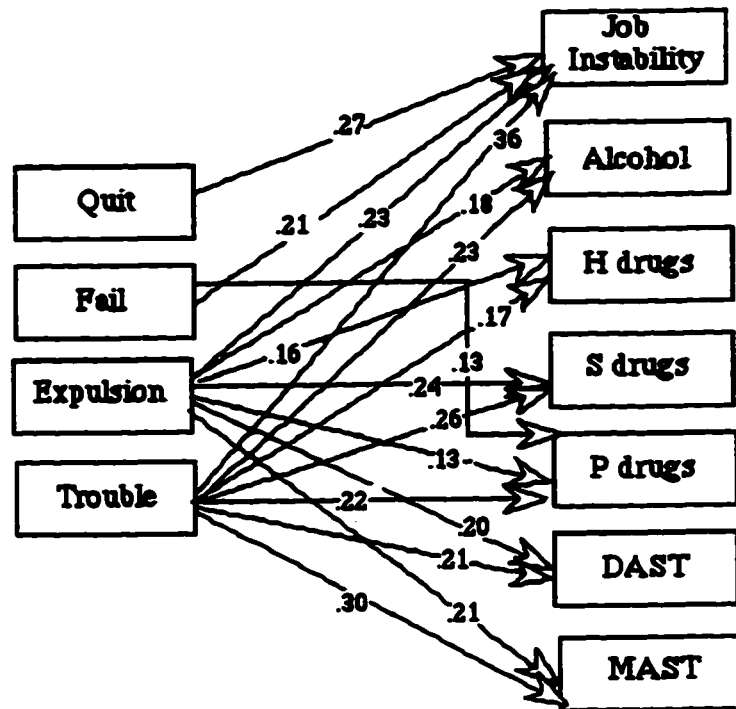 Job
Instability
.27
.36
Alcohol
Quit
.18
.21
.23
.23
H drugs
Fail
.17
.16
.13
S drugs
Expulsion
.24
.26
.13
P drugs
Trouble
.22
.20
.21
DAST
.30
.21
MAST